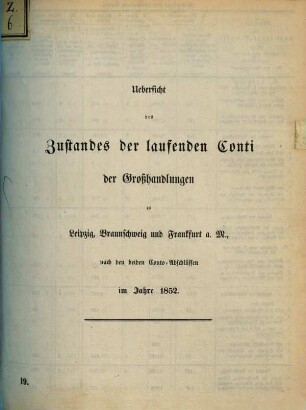 Z.
6
Uebersicht
des
Zustandes der laufenden Conti
der Großhandlungen
in
Leipzig, Braunschweig und Frankfurt a. M.,
nach den beiden Conto-Abschlüssen
im Jahre 1852.
19.